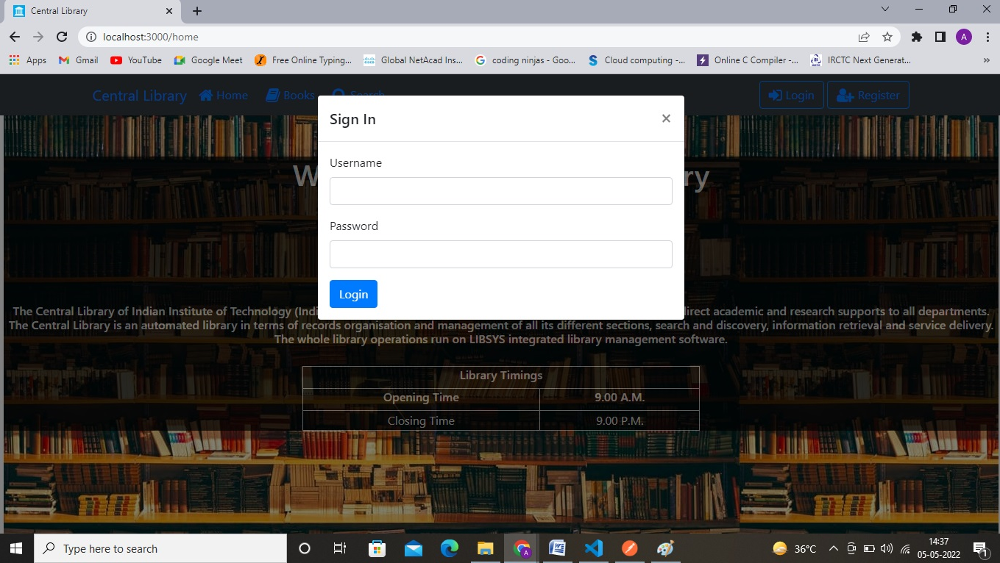 Central Library
localhost:3000/home
A
Apps Gmail YouTube Google Meet Free Online Typing... Global NetAcad Ins... coding ninjas - Goo... Cloud computing -... Online C Compiler -... IRCTC Next Generat... »
Central Library Home Books Search Login Register
Sign In ×
Username
Password
Login
W ry
The Central Library of Indian Institute of Technology (Indi irect academic and research supports to all departments.
The Central Library is an automated library in terms of records organisation and management of all its different sections, search and discovery, information retrieval and service delivery.
The whole library operations run on LIBSYS integrated library management software.
Library Timings
Opening Time 9.00 A.M.
Closing Time 9.00 P.M.
Type here to search
36°C
14:37
05-05-2022
1